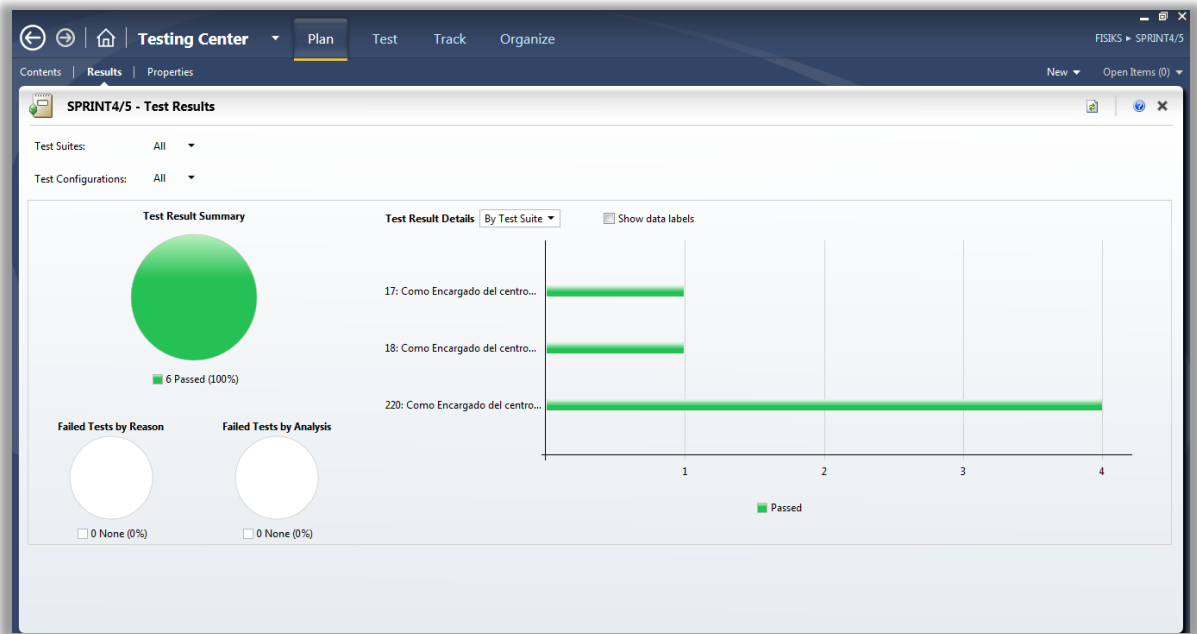 Testing Center Plan Test Track Organize FISIKS ▸ SPRINT4/5
Contents | Results | Properties New Open Items (0)
SPRINT4/5 - Test Results
Test Suites: All
Test Configurations: All
Test Result Summary
6 Passed (100%)
Failed Tests by Reason
0 None (0%)
Failed Tests by Analysis
0 None (0%)
Test Result Details By Test Suite Show data labels
17: Como Encargado del centro...
18: Como Encargado del centro...
220: Como Encargado del centro...
1 2 3 4
Passed